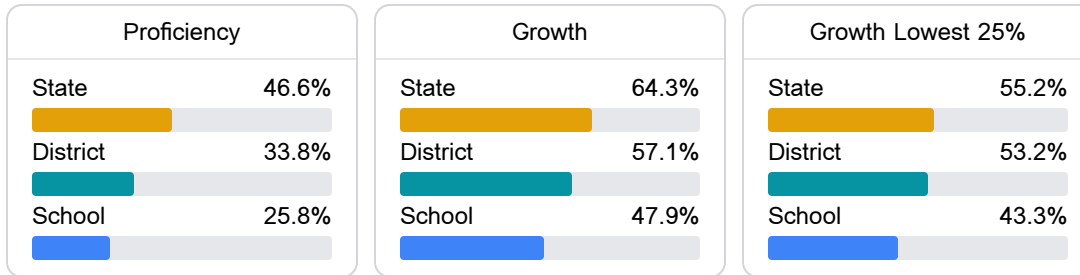 Proficiency
State 46.6%
District 33.8%
School 25.8%
Growth
State 64.3%
District 57.1%
School 47.9%
Growth Lowest 25%
State 55.2%
District 53.2%
School 43.3%